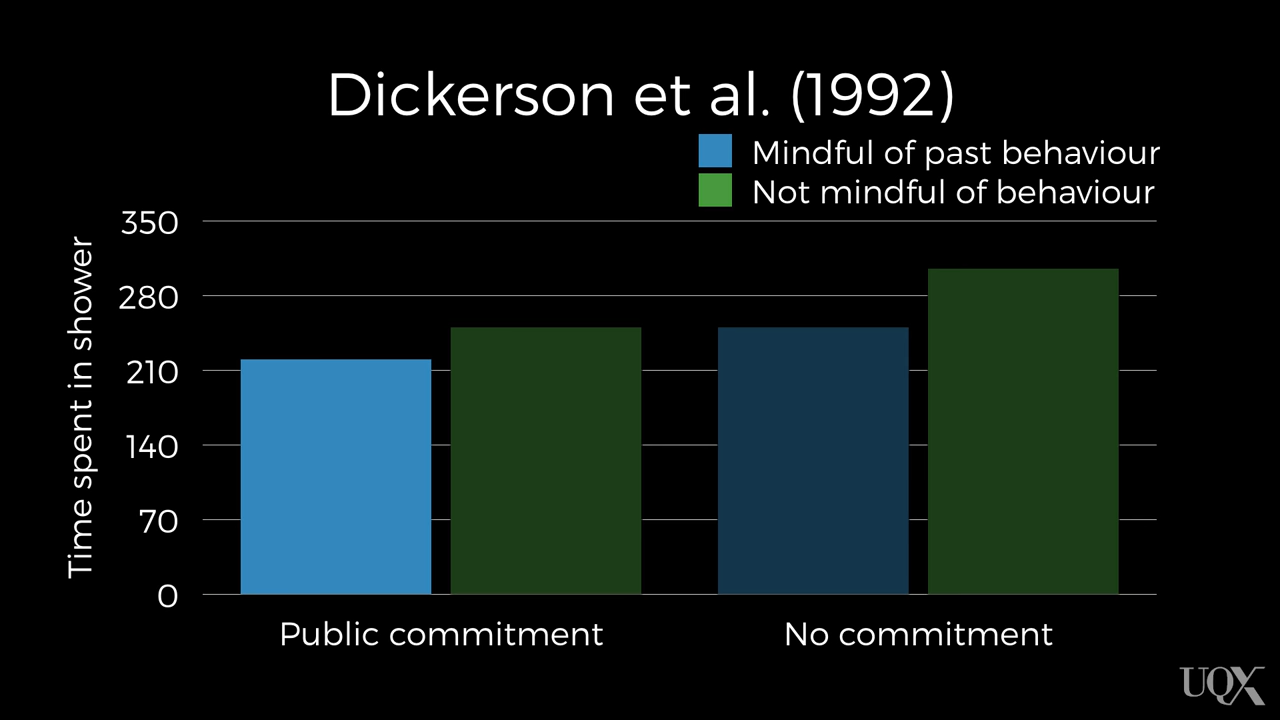 Dickerson et al. (1992)
Mindful of past behaviour
Not mindful of behaviour
Time spent in shower
350
280
210
140
70
0
Public commitment
No commitment
UQX